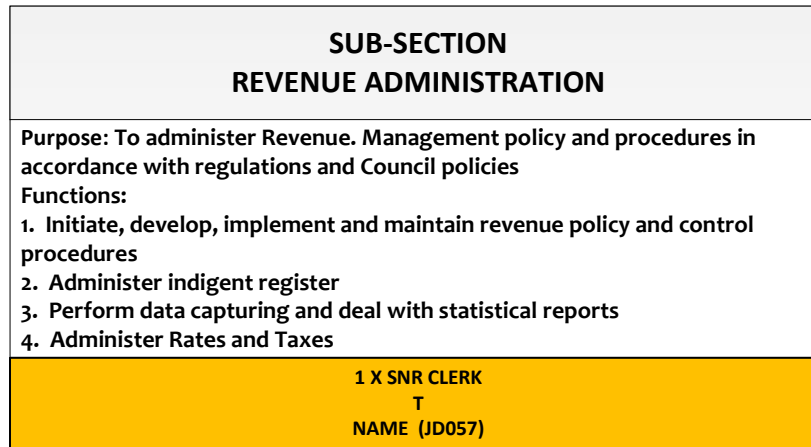 SUB-SECTION
REVENUE ADMINISTRATION
Purpose: To administer Revenue. Management policy and procedures in
accordance with regulations and Council policies
Functions:
1. Initiate, develop, implement and maintain revenue policy and control
procedures
2. Administer indigent register
3. Perform data capturing and deal with statistical reports
4. Administer Rates and Taxes
1 X SNR CLERK
T
NAME (JD057)